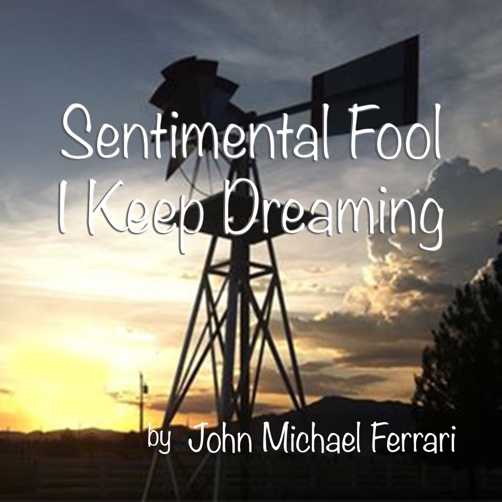 Sentimental Fool
I Keep Dreaming
by John Michael Ferrari